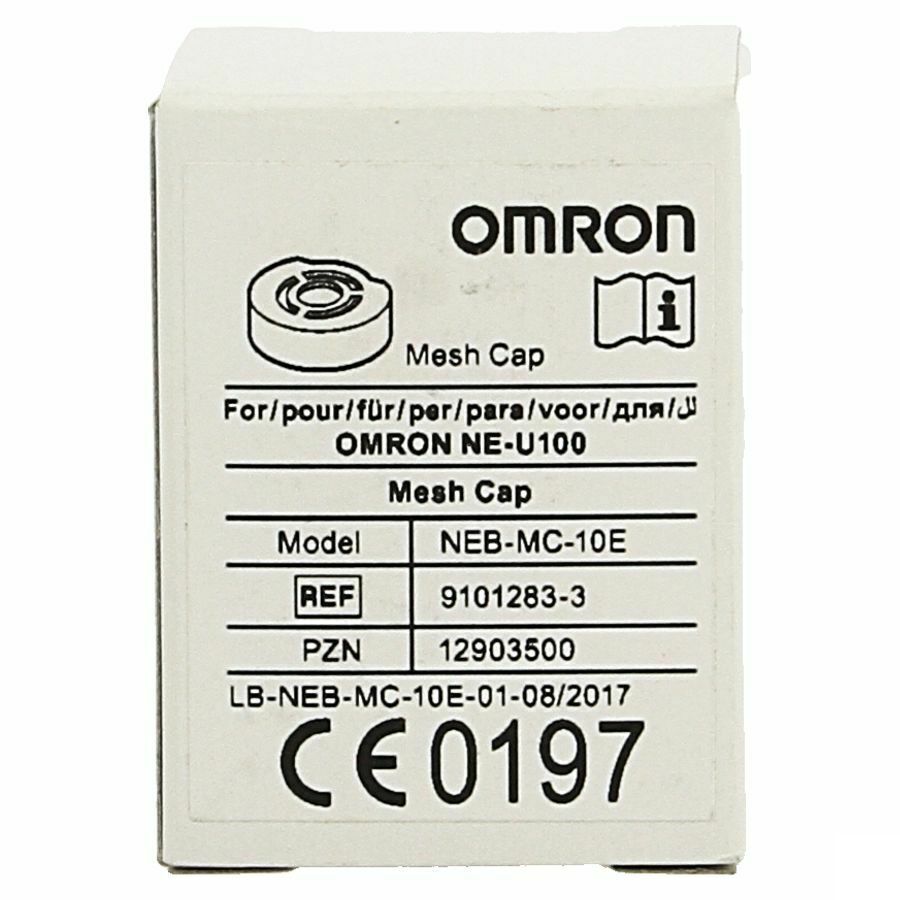 OMRON
i
Mesh Cap
For/pour/für/per/para/voor/для/لل
OMRON NE-U100
Mesh Cap
Model NEB-MC-10E
REF 9101283-3
PZN 12903500
LB-NEB-MC-10E-01-08/2017
CE 0197